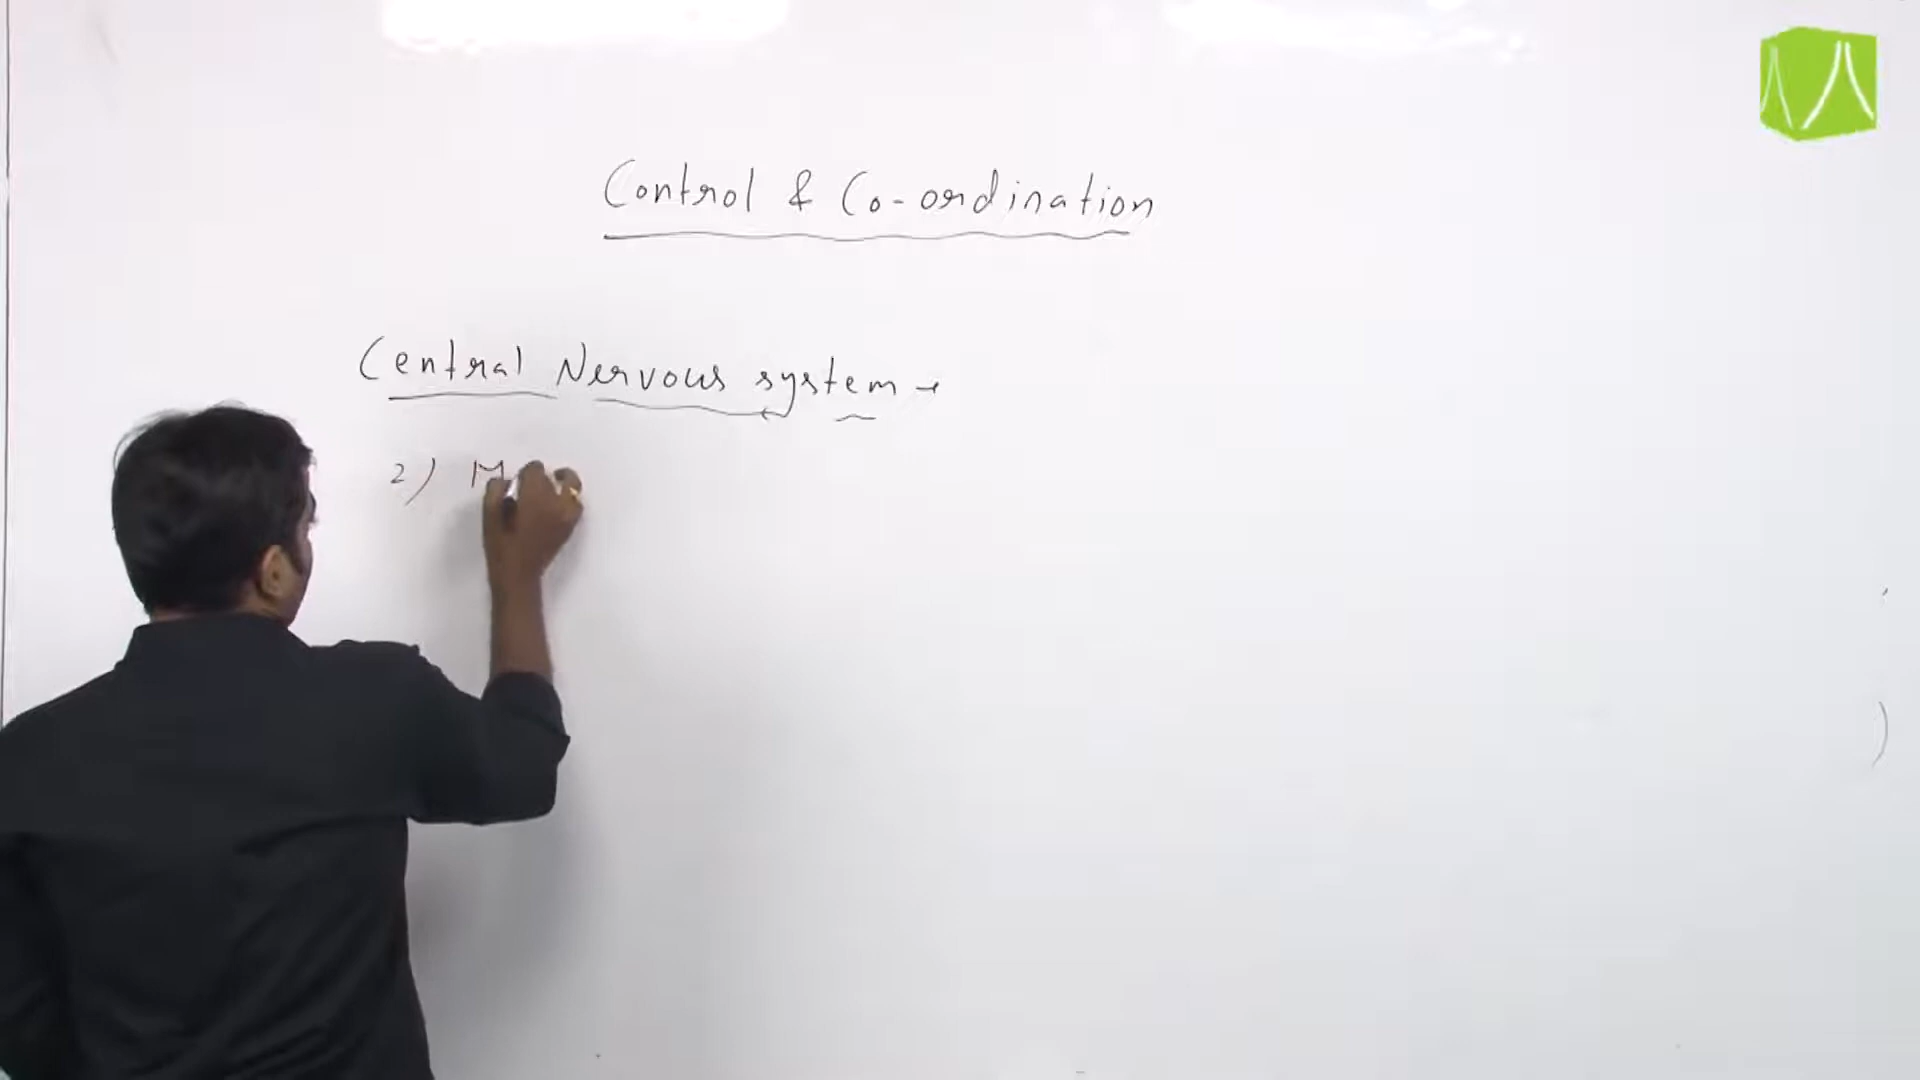 Control & Co-ordination
Central Nervous system →
2) M